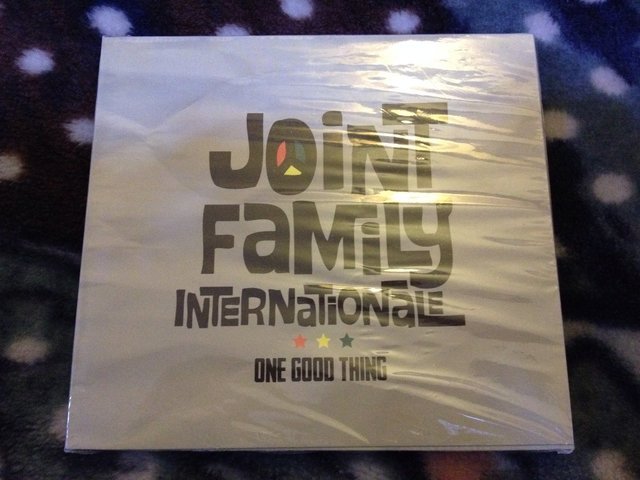 JOiNT
FaMiLY
INTERNaTiONaLE
ONE GOOD THING